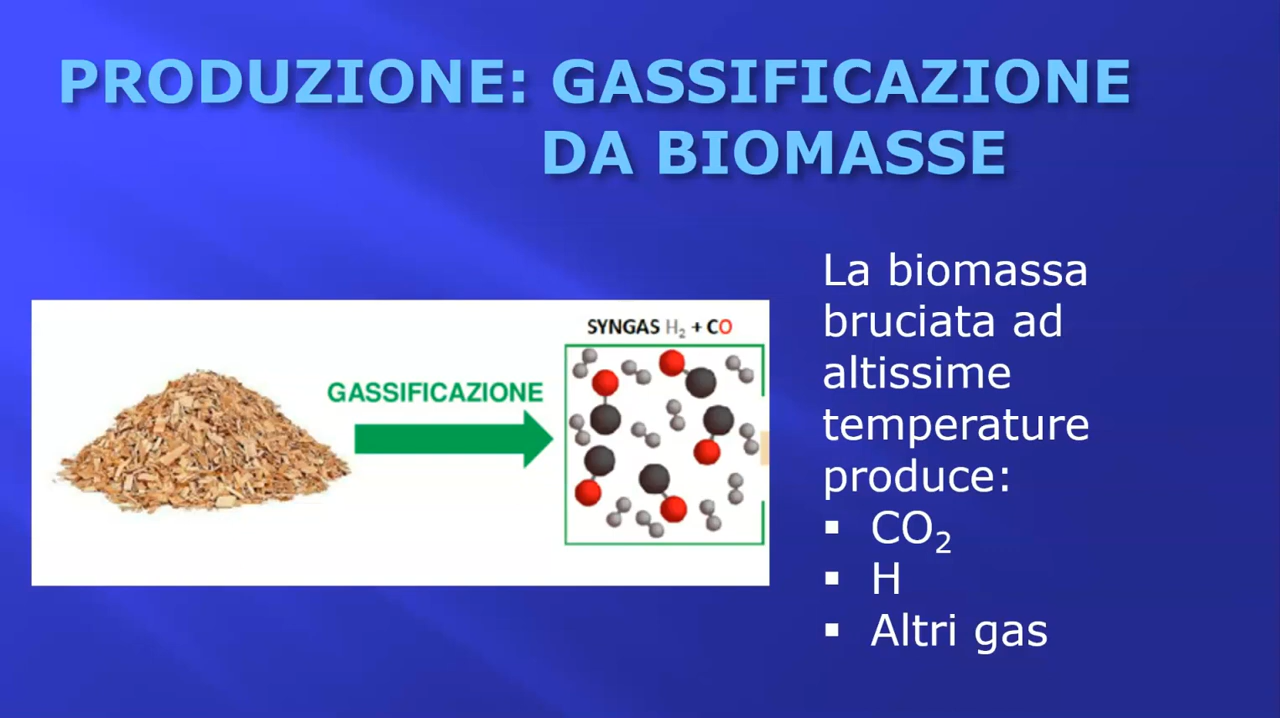 PRODUZIONE: GASSIFICAZIONE
DA BIOMASSE
SYNGAS H₂ + CO
GASSIFICAZIONE
La biomassa
bruciata ad
altissime
temperature
produce:
▪ CO₂
▪ H
▪ Altri gas